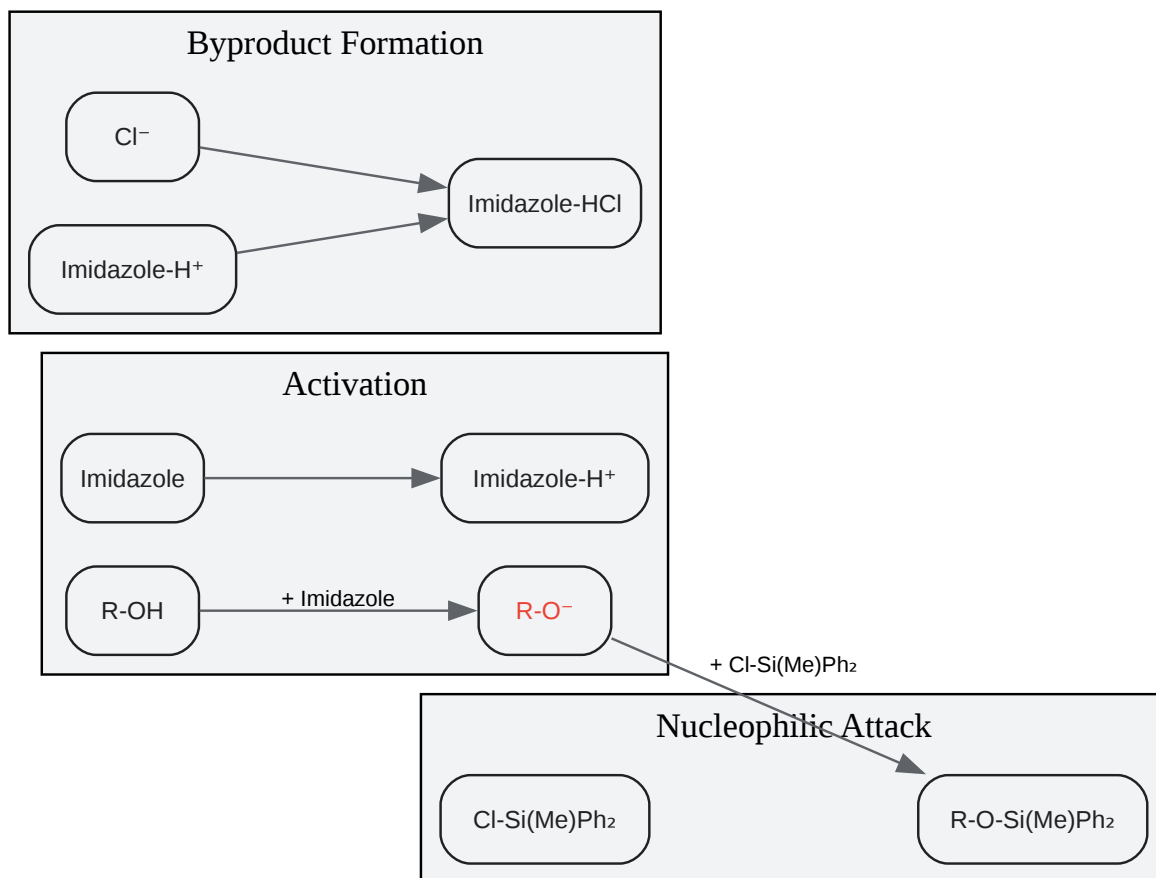 Byproduct Formation
Cl⁻
Imidazole-HCl
Imidazole-H⁺
Activation
Imidazole
Imidazole-H⁺
R-OH
+ Imidazole
R-O⁻
+ Cl-Si(Me)Ph₂
Nucleophilic Attack
Cl-Si(Me)Ph₂
R-O-Si(Me)Ph₂